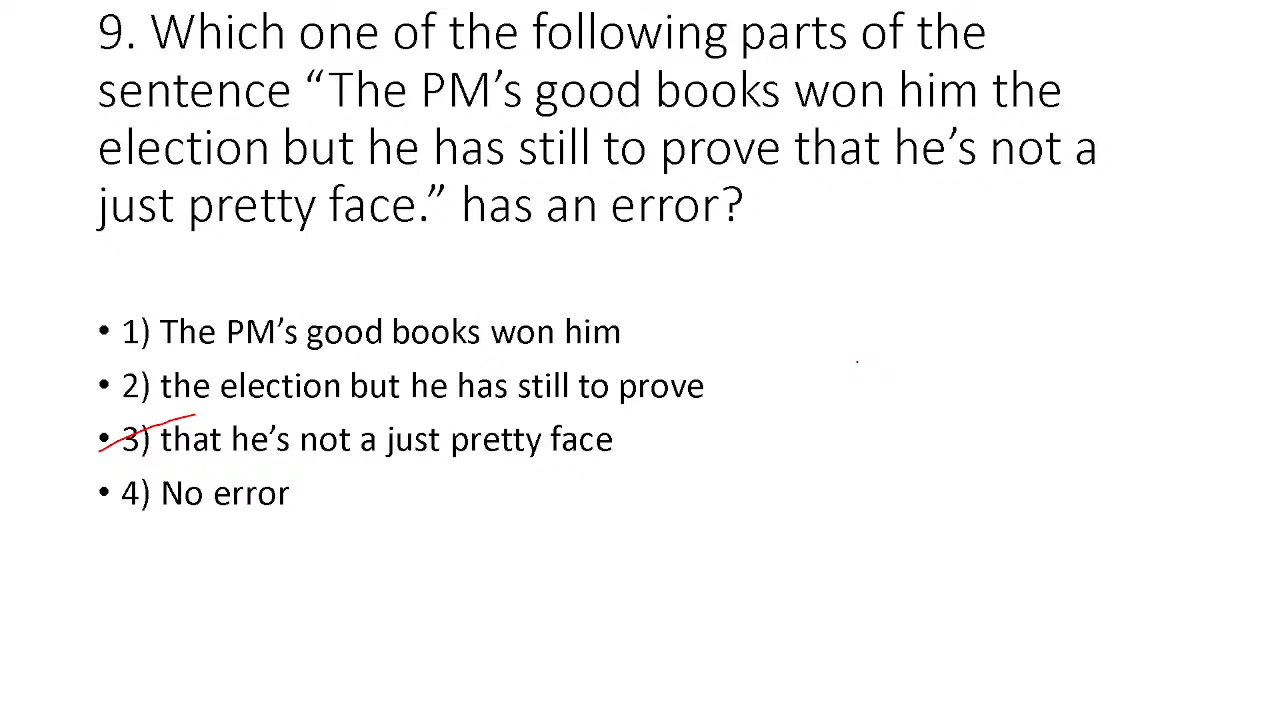 9. Which one of the following parts of the
sentence “The PM’s good books won him the
election but he has still to prove that he’s not a
just pretty face.” has an error?
• 1) The PM’s good books won him
• 2) the election but he has still to prove
• 3) that he’s not a just pretty face
• 4) No error